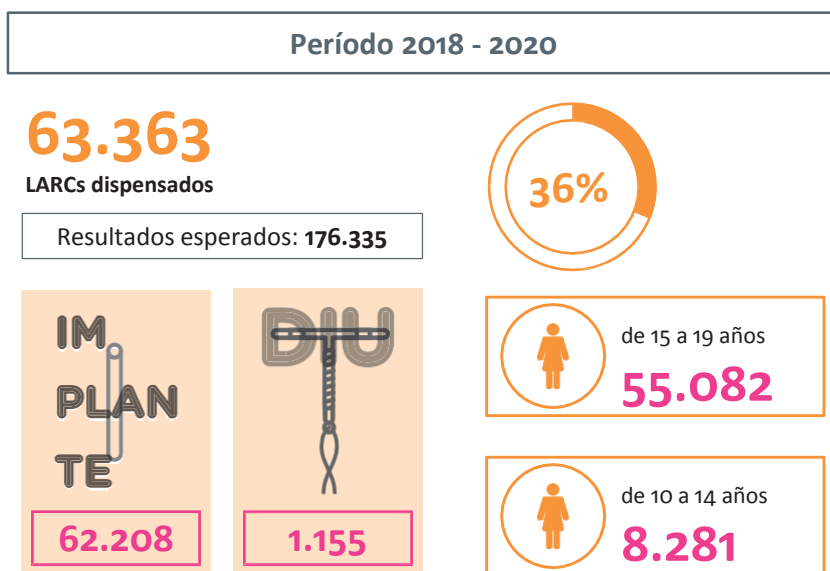 Período 2018 - 2020
63.363
LARCs dispensados
Resultados esperados: 176.335
36%
IM
PLAN
TE
62.208
DIU
1.155
de 15 a 19 años
55.082
de 10 a 14 años
8.281